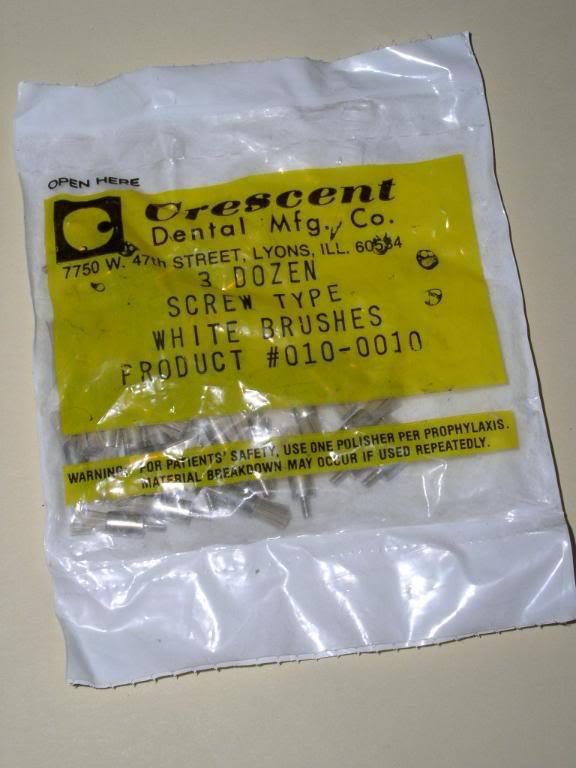 OPEN HERE
Crescent
Dental Mfg. Co.
7750 W. 47th STREET, LYONS, ILL. 60534
3 DOZEN
SCREW TYPE
WHITE BRUSHES
PRODUCT #010-0010
WARNING: FOR PATIENTS' SAFETY, USE ONE POLISHER PER PROPHYLAXIS.
MATERIAL BREAKDOWN MAY OCCUR IF USED REPEATEDLY.